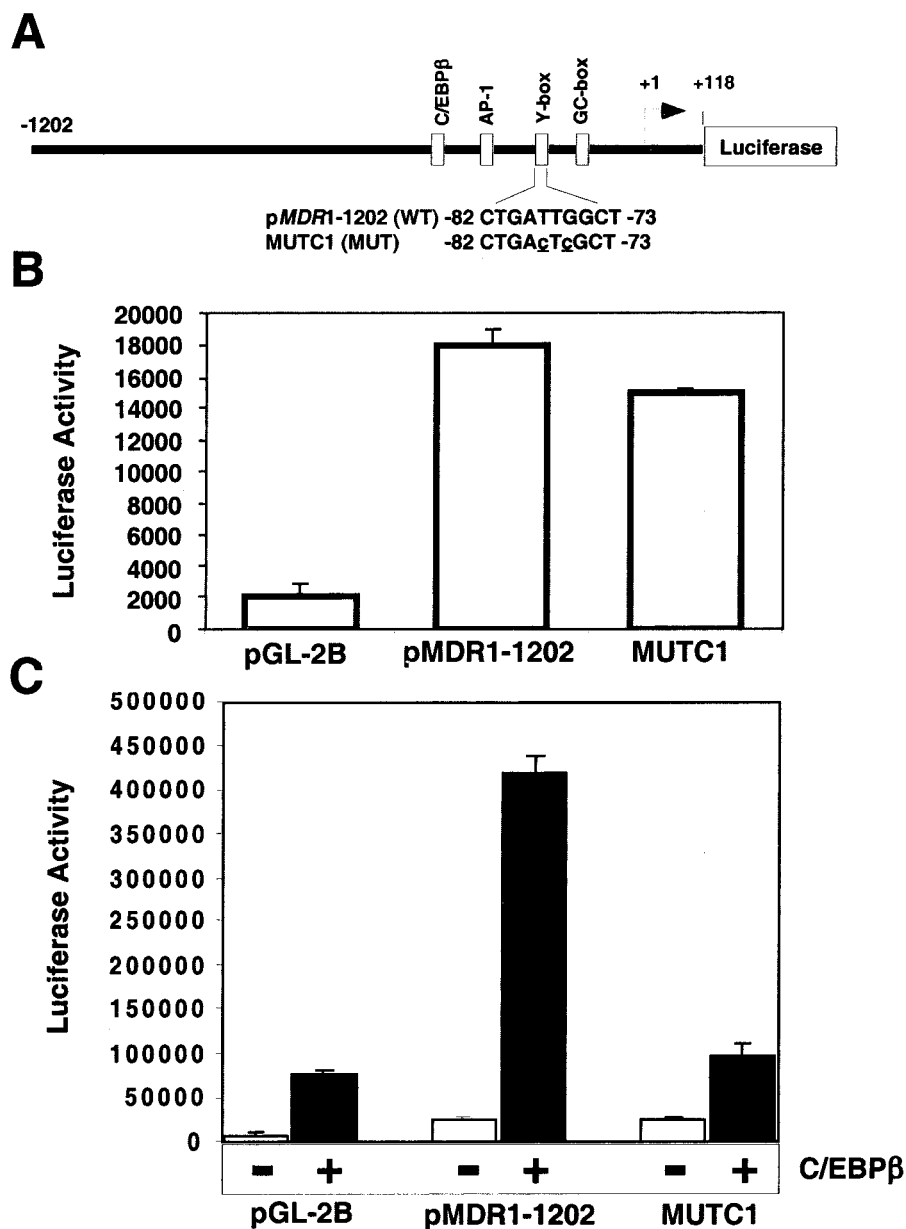 A
-1202
C/EBPβ
AP-1
Y-box
GC-box
+1
+118
Luciferase
pMDR1-1202 (WT) -82 CTGATTGGCT -73
MUTC1 (MUT) -82 CTGAcTcGCT -73
B
Luciferase Activity
20000
18000
16000
14000
12000
10000
8000
6000
4000
2000
0
pGL-2B pMDR1-1202 MUTC1
C
Luciferase Activity
500000
450000
400000
350000
300000
250000
200000
150000
100000
50000
0
- + - + - + C/EBPβ
pGL-2B pMDR1-1202 MUTC1